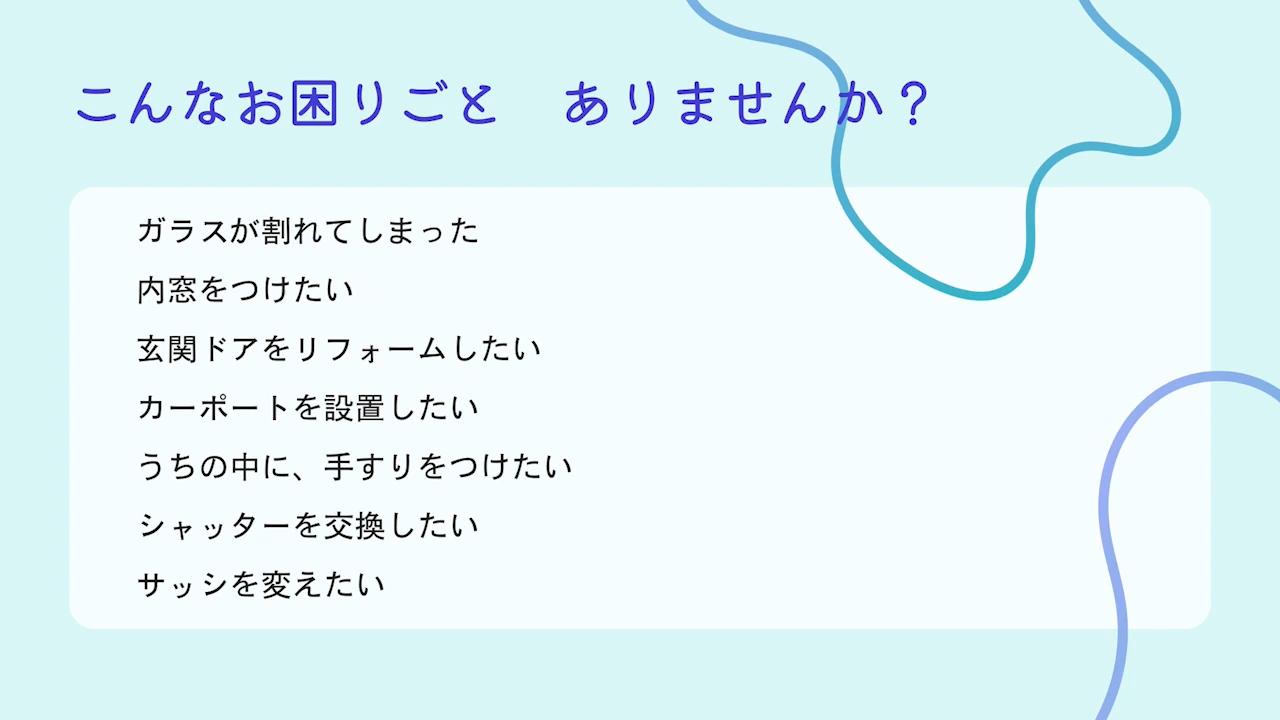 こんなお困りごと　ありませんか？
ガラスが割れてしまった
内窓をつけたい
玄関ドアをリフォームしたい
カーポートを設置したい
うちの中に、手すりをつけたい
シャッターを交換したい
サッシを変えたい